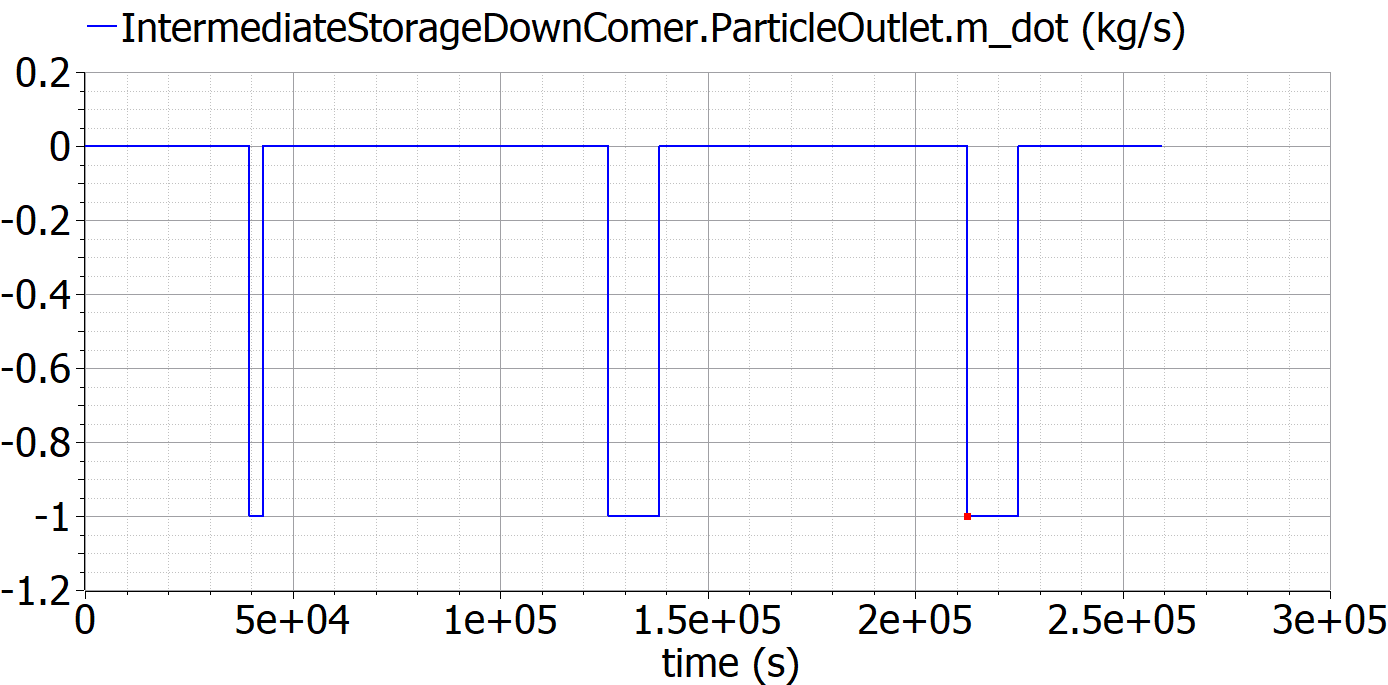 IntermediateStorageDownComer.ParticleOutlet.m_dot (kg/s)
0.2
0
-0.2
-0.4
-0.6
-0.8
-1
-1.2
0 5e+04 1e+05 1.5e+05 2e+05 2.5e+05 3e+05
time (s)